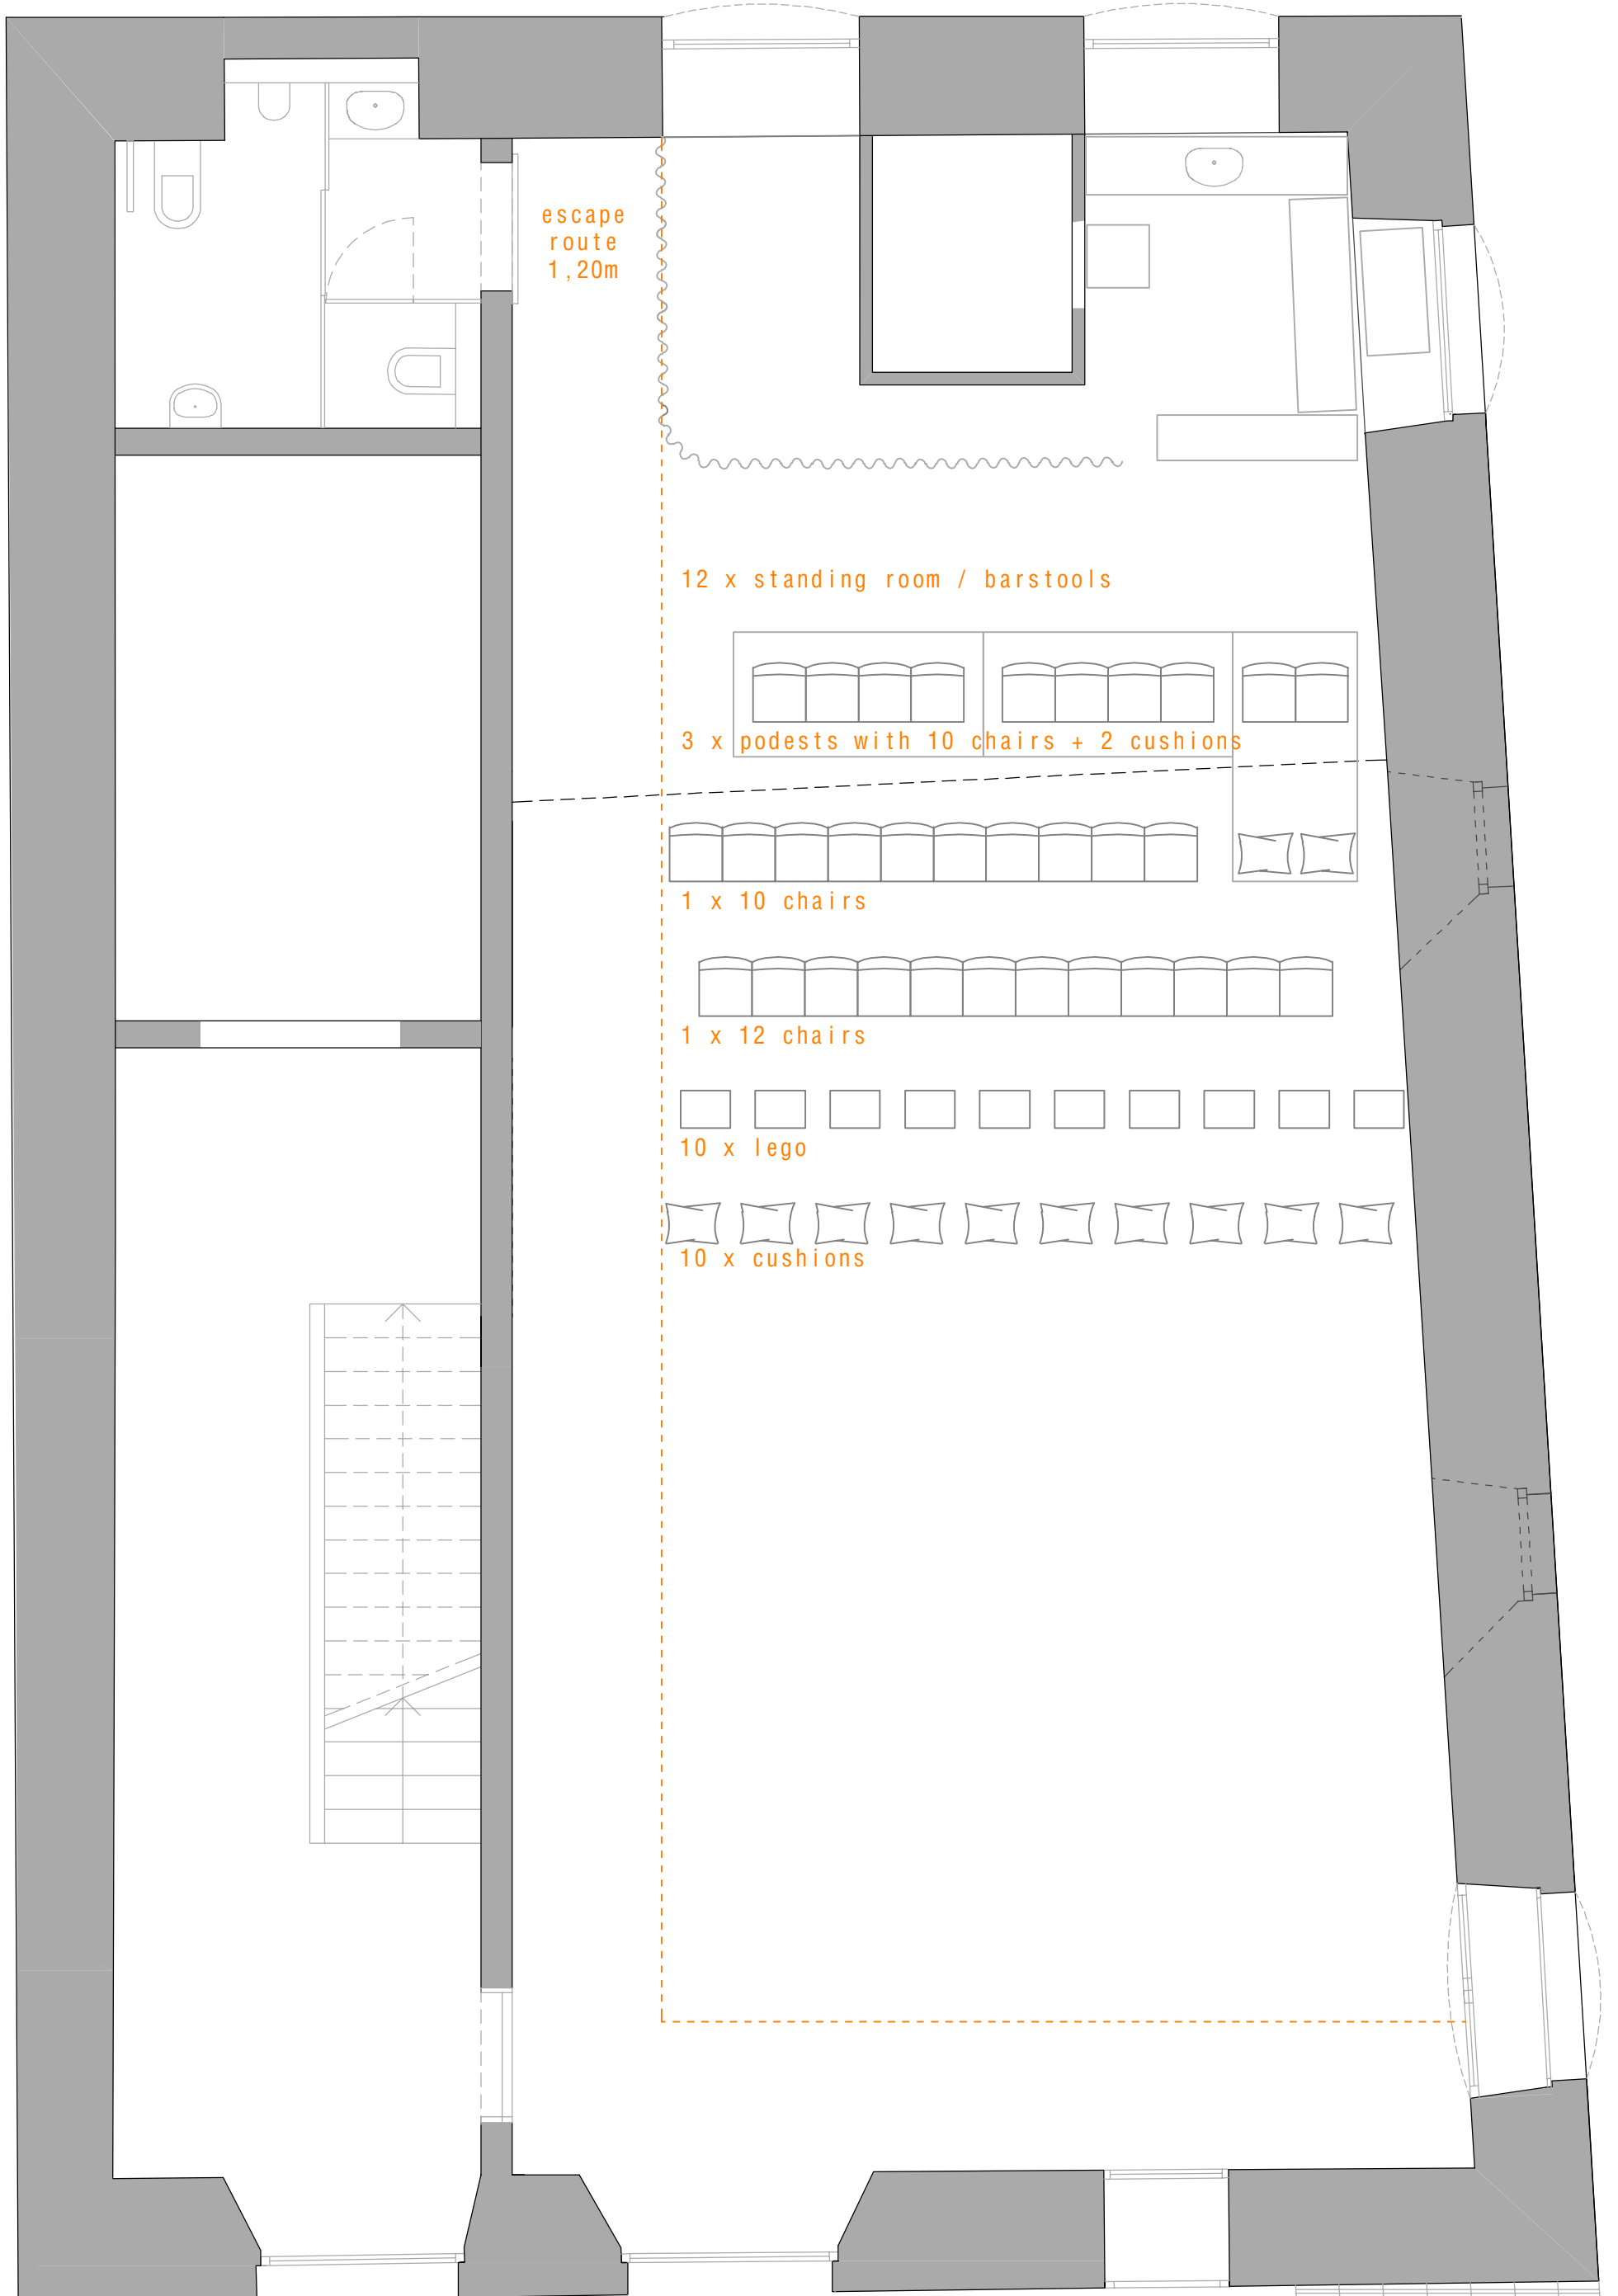 escape
route
1,20m
12 x standing room / barstools
3 x podests with 10 chairs + 2 cushions
1 x 10 chairs
1 x 12 chairs
10 x lego
10 x cushions